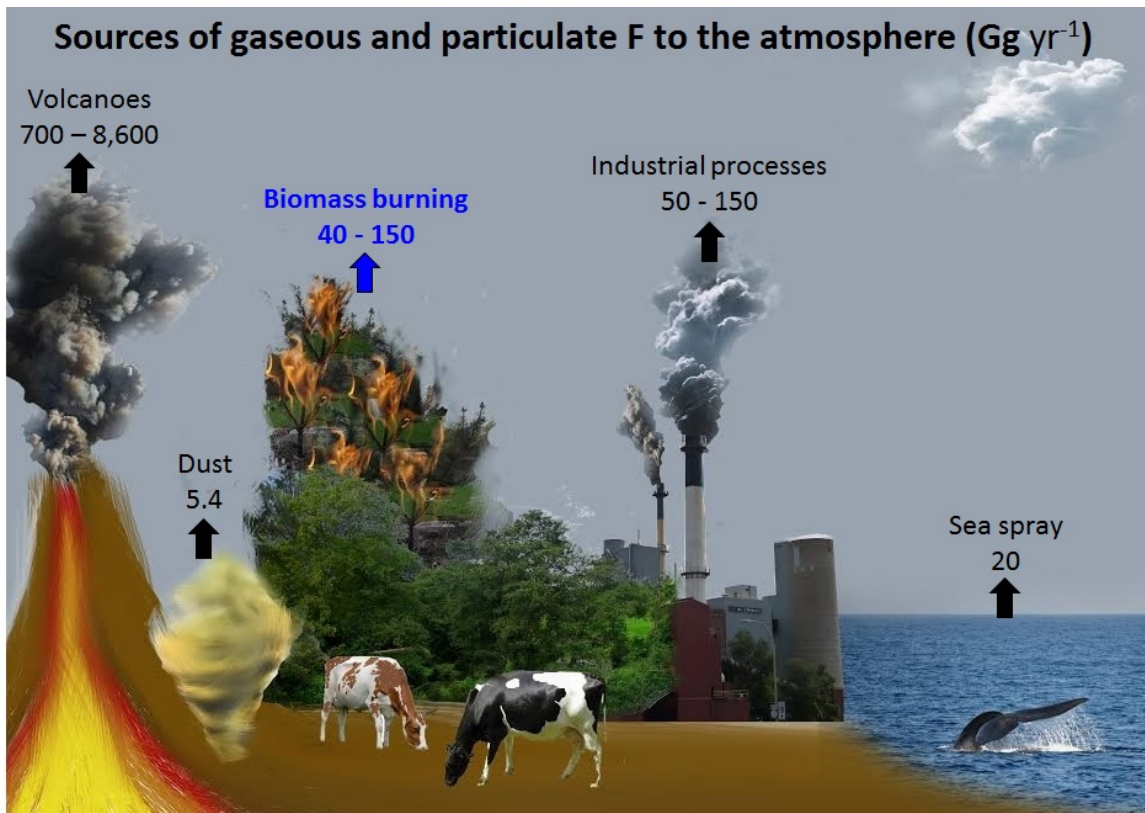 Sources of gaseous and particulate F to the atmosphere (Gg yr⁻¹)
Volcanoes
700 – 8,600
Biomass burning
40 - 150
Industrial processes
50 - 150
Dust
5.4
Sea spray
20